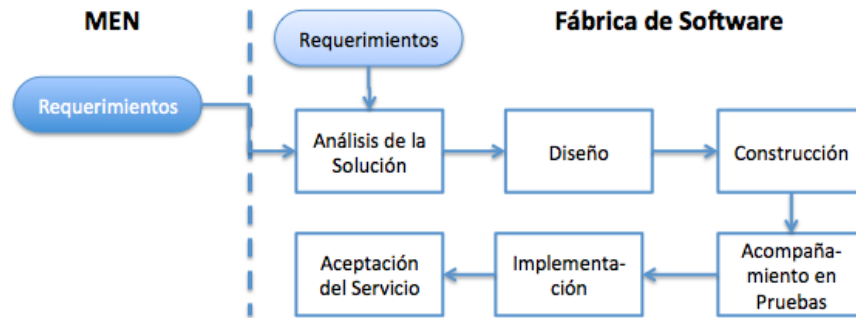 MEN
Fábrica de Software
Requerimientos
Requerimientos
Análisis de la
Solución
Diseño
Construcción
Aceptación
del Servicio
Implementa-
ción
Acompaña-
miento en
Pruebas